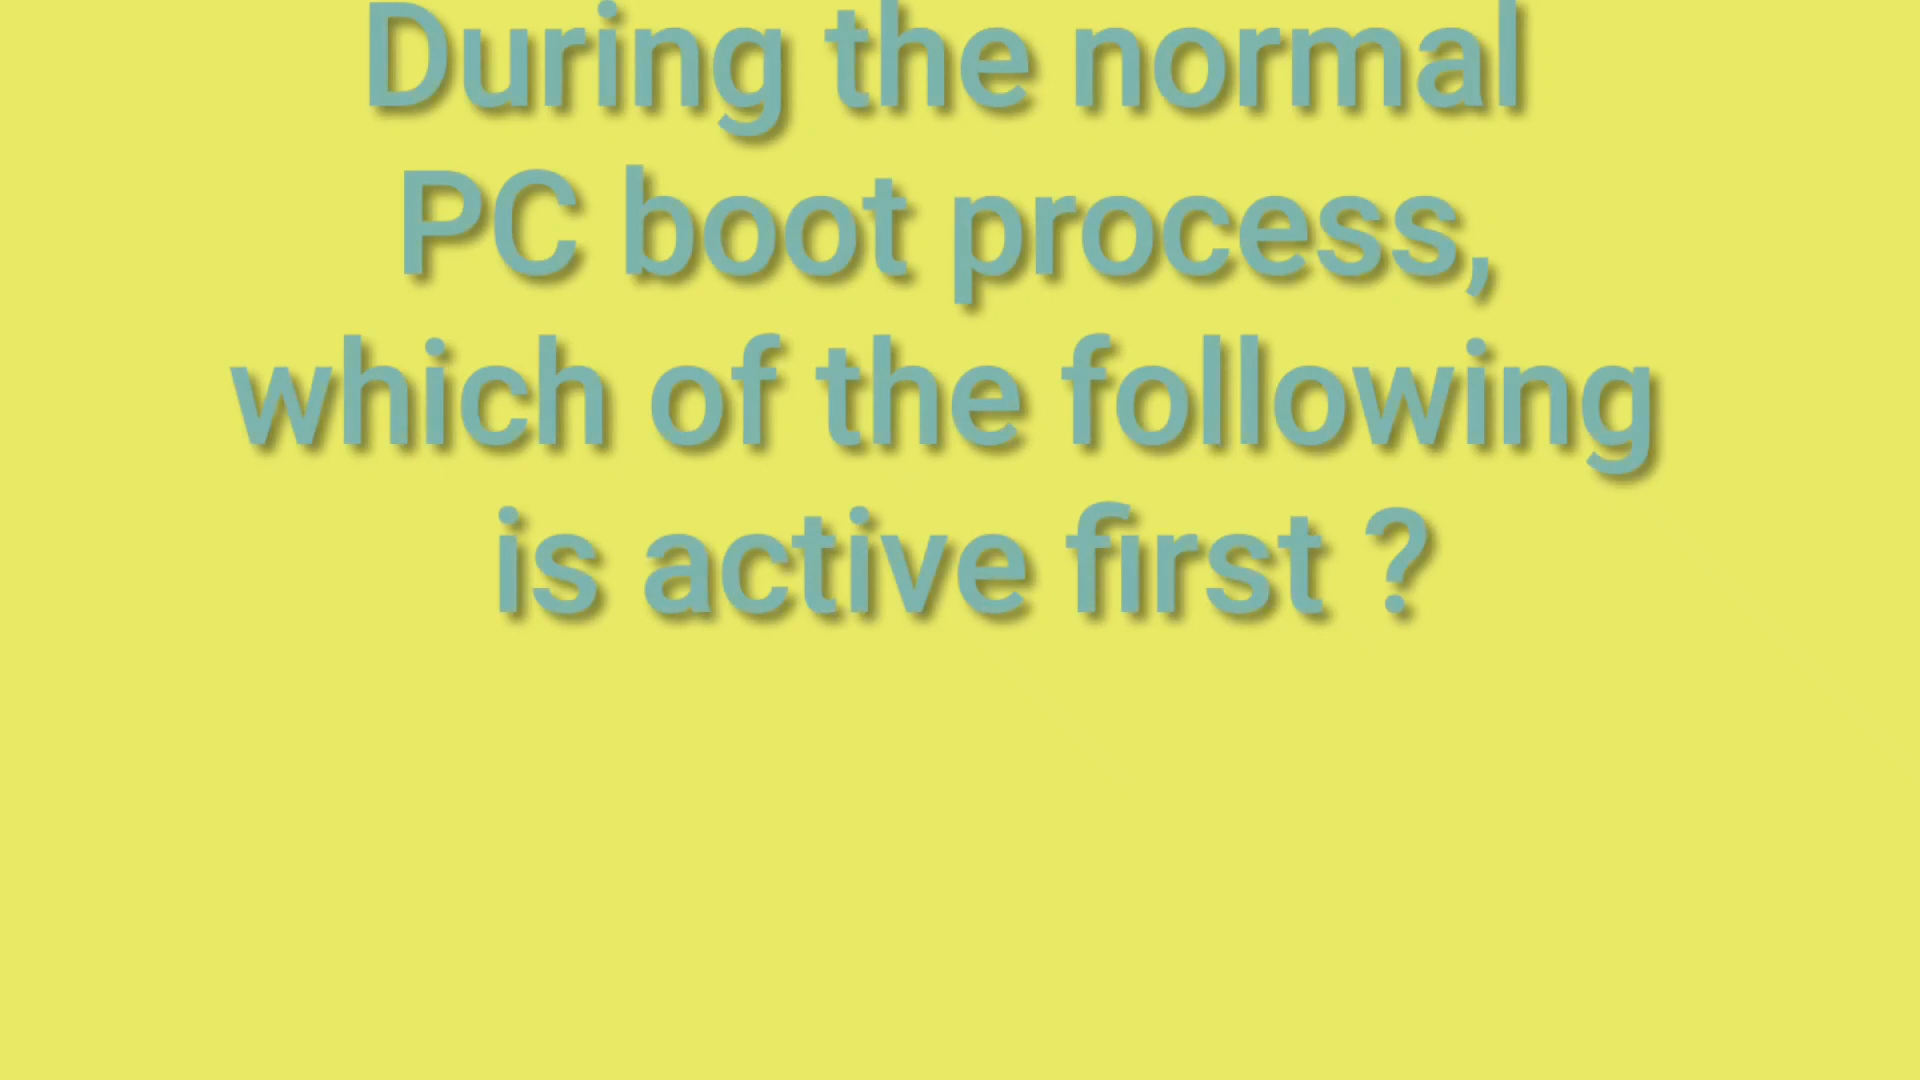 During the normal
PC boot process,
which of the following
is active first ?